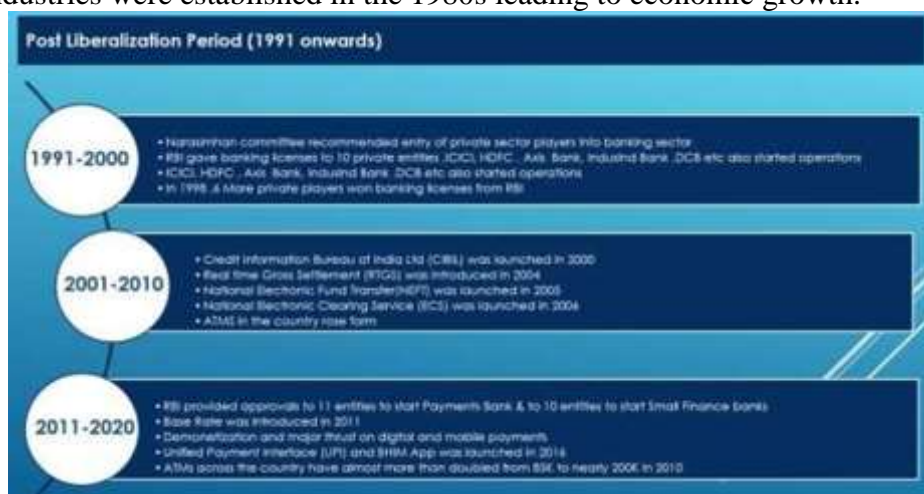 industries were established in the 1980s leading to economic growth.
Post Liberalization Period (1991 onwards)
1991-2000
• Narasimhan committee recommended entry of private sector players into banking sector
• RBI gave banking licenses to 10 private entities .ICICI, HDFC , Axis Bank, Indusind Bank .DCB etc also started operations
• ICICI, HDFC , Axis Bank, Indusind Bank .DCB etc also started operations
• In 1998 .6 More private players won banking licenses from RBI
2001-2010
• Credit Information Bureau of India Ltd (CIBIL) was launched in 2000
• Real time Gross Settlement (RTGS) was introduced in 2004
• National Electronic Fund Transfer(NEFT) was launched in 2005
• National Electronic Clearing Service (ECS) was launched in 2006
• ATMS in the country rose form
2011-2020
• RBI provided approvals to 11 entities to start Payments Bank & to 10 entities to start Small Finance banks
• Base Rate was introduced in 2011
• Demonetization and major thrust on digital and mobile payments
• Unified Payment Interface (UPI) and BHIM App was launched in 2016
• ATMs across the country have almost more than doubled from to nearly 200K in 2010